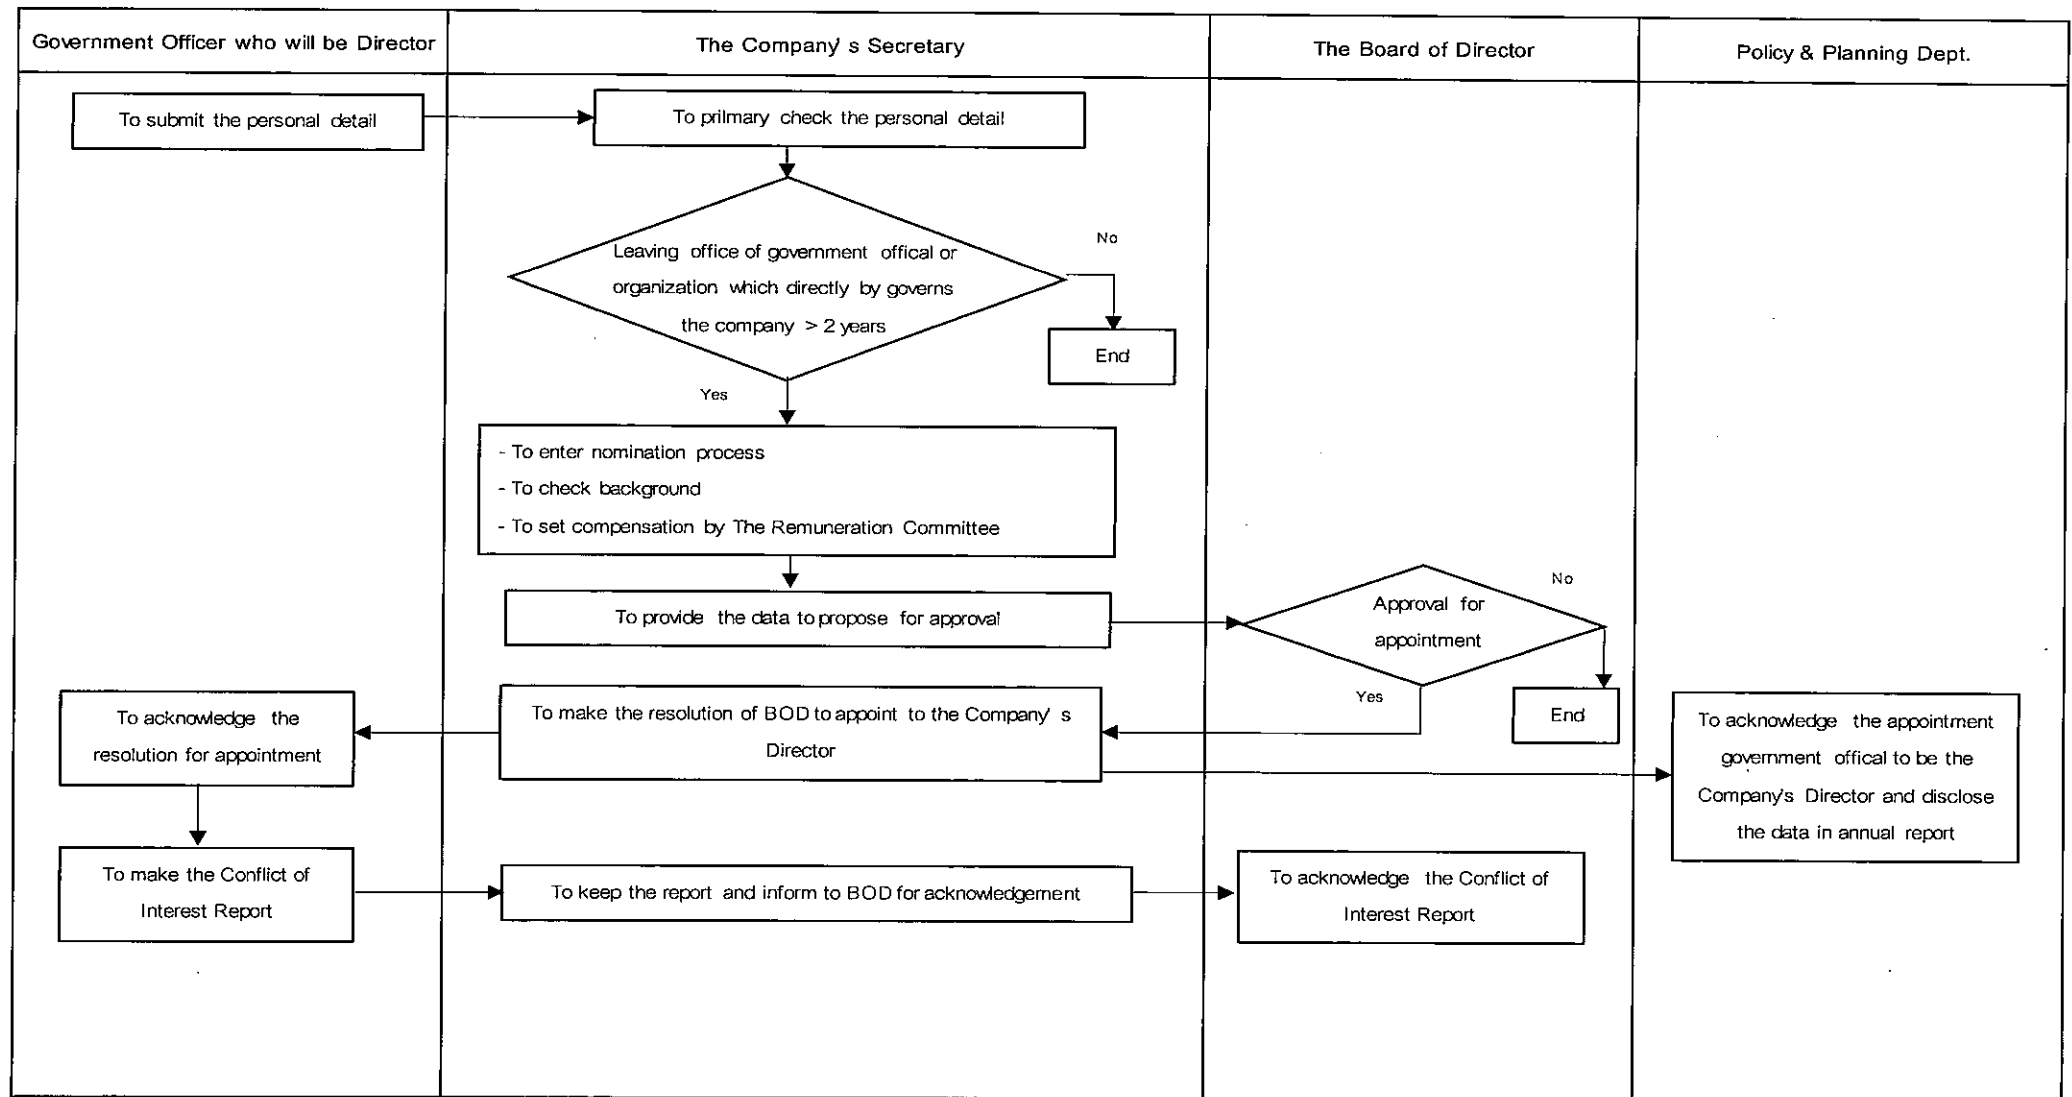 Government Officer who will be Director
The Company' s Secretary
The Board of Director
Policy & Planning Dept.
To submit the personal detail
To prilmary check the personal detail
Leaving office of government offical or
organization which directly by governs
the company > 2 years
No
End
Yes
- To enter nomination process
- To check background
- To set compensation by The Remuneration Committee
To provide the data to propose for approval
Approval for
appointment
No
End
Yes
To make the resolution of BOD to appoint to the Company' s
Director
To acknowledge the
resolution for appointment
To acknowledge the appointment
government offical to be the
Company's Director and disclose
the data in annual report
To make the Conflict of
Interest Report
To keep the report and inform to BOD for acknowledgement
To acknowledge the Conflict of
Interest Report